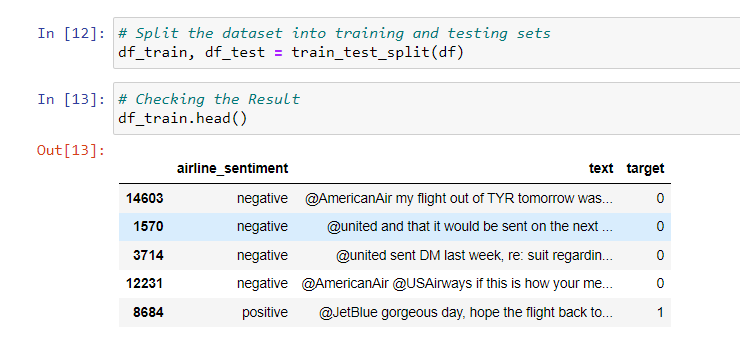 In [12]: # Split the dataset into training and testing sets
df_train, df_test = train_test_split(df)
In [13]: # Checking the Result
df_train.head()
Out[13]:
airline_sentiment text target
14603 negative @AmericanAir my flight out of TYR tomorrow was... 0
1570 negative @united and that it would be sent on the next ... 0
3714 negative @united sent DM last week, re: suit regardin... 0
12231 negative @AmericanAir @USAirways if this is how your me... 0
8684 positive @JetBlue gorgeous day, hope the flight back to... 1